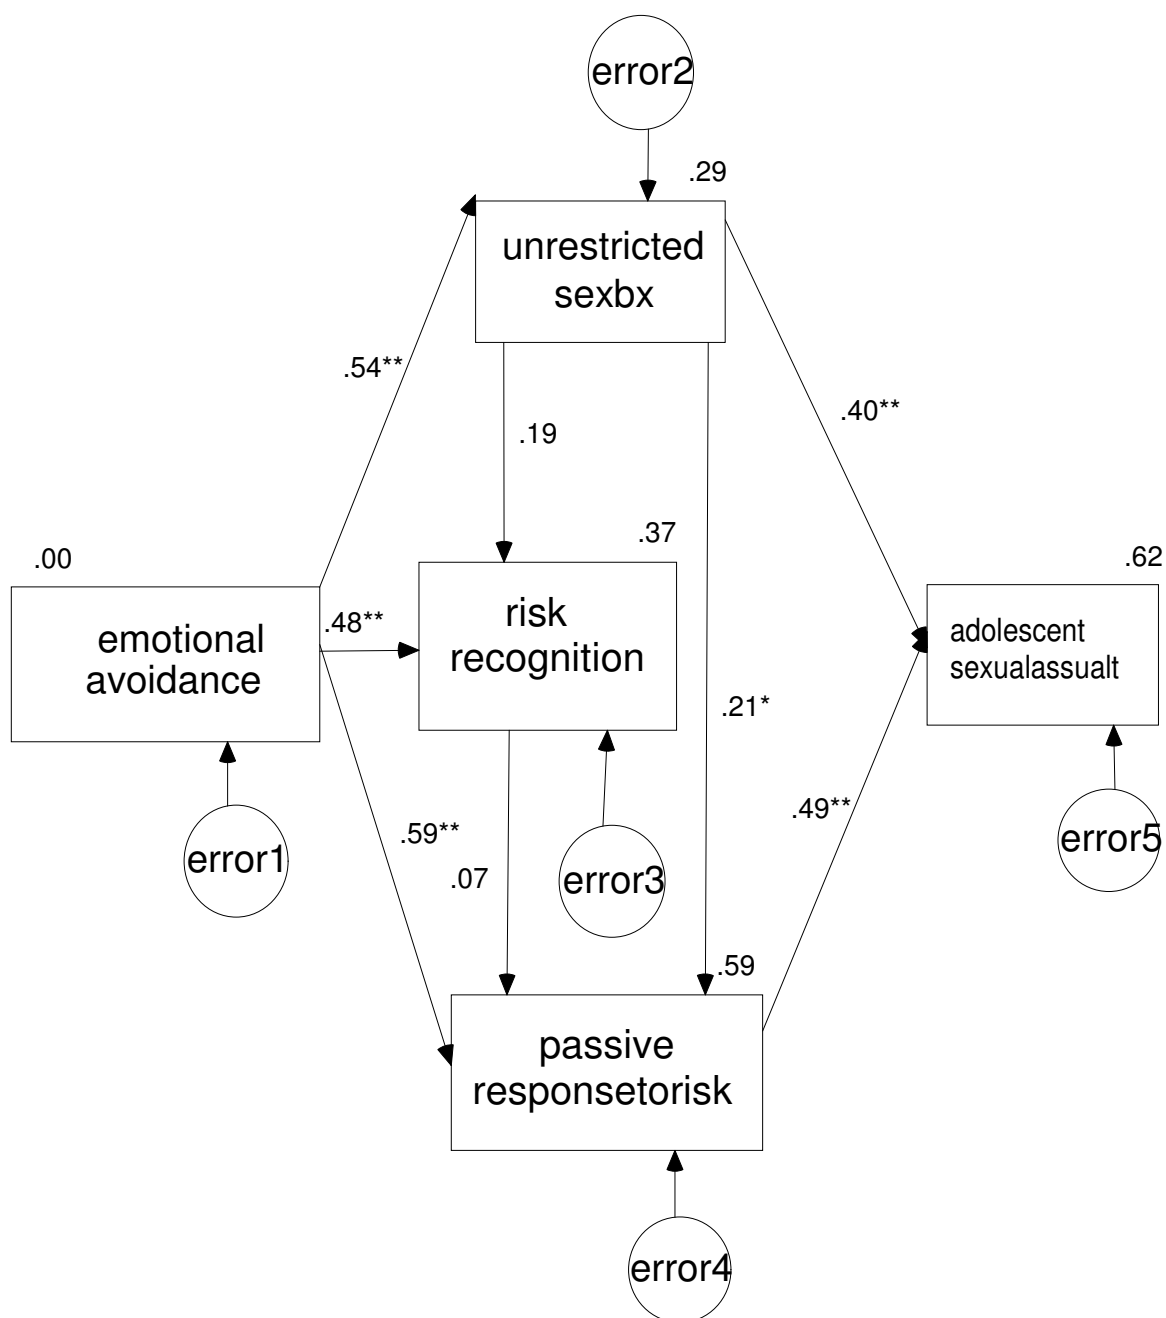 error2
.29
unrestricted
sexbx
.54**
.40**
.19
.37
.00
.62
emotional
avoidance
.48**
risk
recognition
adolescent
sexualassualt
.21*
.49**
.59**
.07
error1
error3
error5
.59
passive
responsetorisk
error4